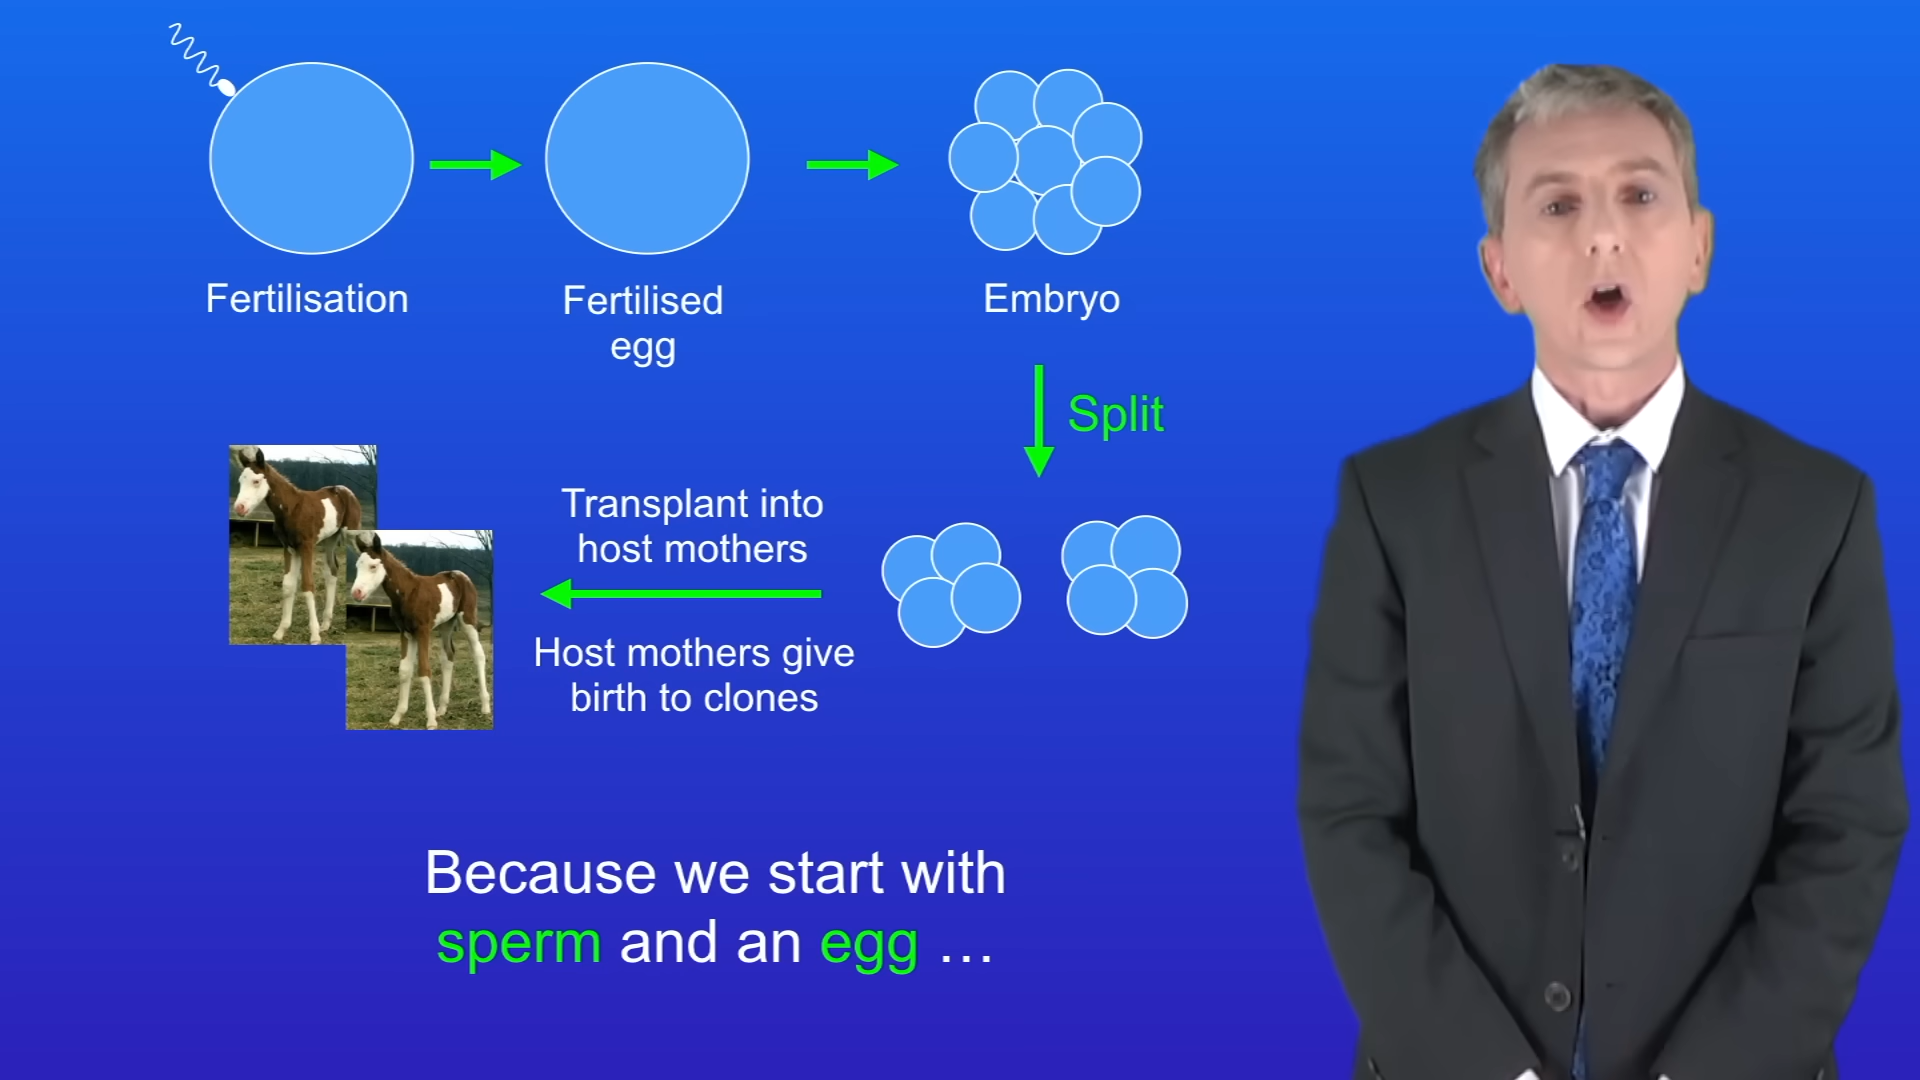 Fertilisation
Fertilised
egg
Embryo
Split
Transplant into
host mothers
Host mothers give
birth to clones
Because we start with
sperm and an egg …